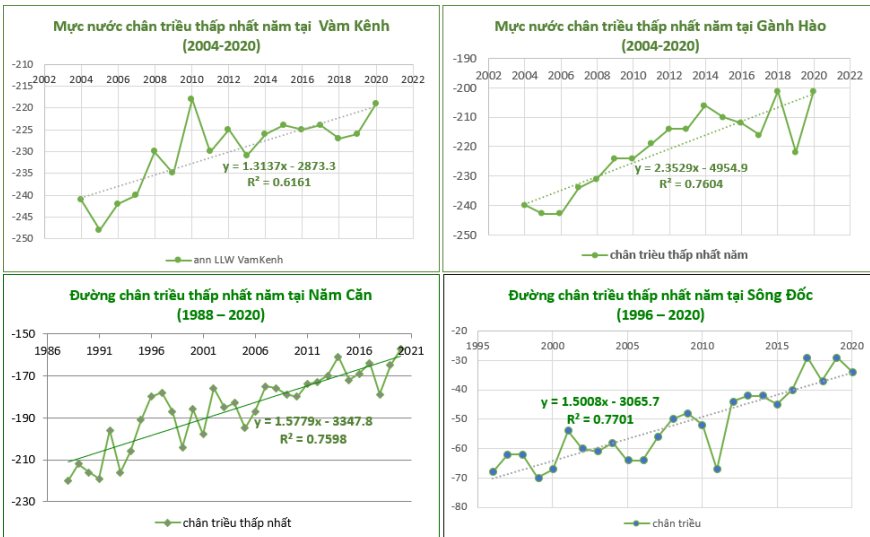 Mực nước chân triều thấp nhất năm tại Vàm Kênh
(2004-2020)
-210
2002 2004 2006 2008 2010 2012 2014 2016 2018 2020 2022
-215
-220
-225
-230
-235
-240
-245
-250
y = 1.3137x - 2873.3
R² = 0.6161
ann LLW VamKenh
Mực nước chân triều thấp nhất năm tại Gành Hào
(2004-2020)
-190
2002 2004 2006 2008 2010 2012 2014 2016 2018 2020 2022
-200
-210
-220
-230
-240
-250
y = 2.3529x - 4954.9
R² = 0.7604
chân trièu thấp nhất năm
Đường chân triều thấp nhất năm tại Năm Căn
(1988 – 2020)
-150
1986 1991 1996 2001 2006 2011 2016 2021
-170
-190
-210
-230
y = 1.5779x - 3347.8
R² = 0.7598
chân triều thấp nhất
Đường chân triều thấp nhất năm tại Sông Đốc
(1996 – 2020)
-20
1995 2000 2005 2010 2015 2020
-30
-40
-50
-60
-70
-80
y = 1.5008x - 3065.7
R² = 0.7701
chân triều